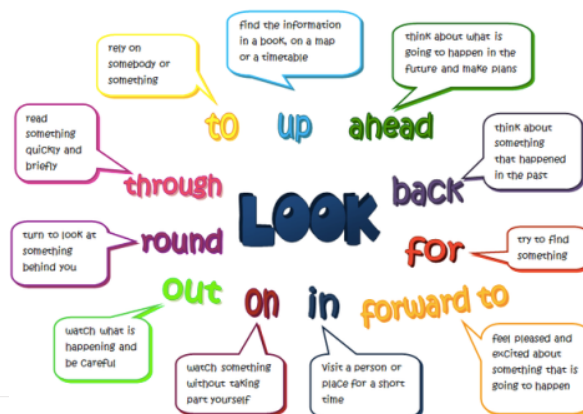 find the information
in a book, on a map
or a timetable
rely on
somebody or
something
think about what is
going to happen in the
future and make plans
to up ahead
read
something
quickly and
briefly
think about
something
that happened
in the past
through
back
LOOK
turn to look at
something
behind you
round
for
try to find
something
out on in forward to
watch what is
happening and
be careful
watch something
without taking
part yourself
Visit a person or
place for a short
time
feel pleased and
excited about
something that is
going to happen